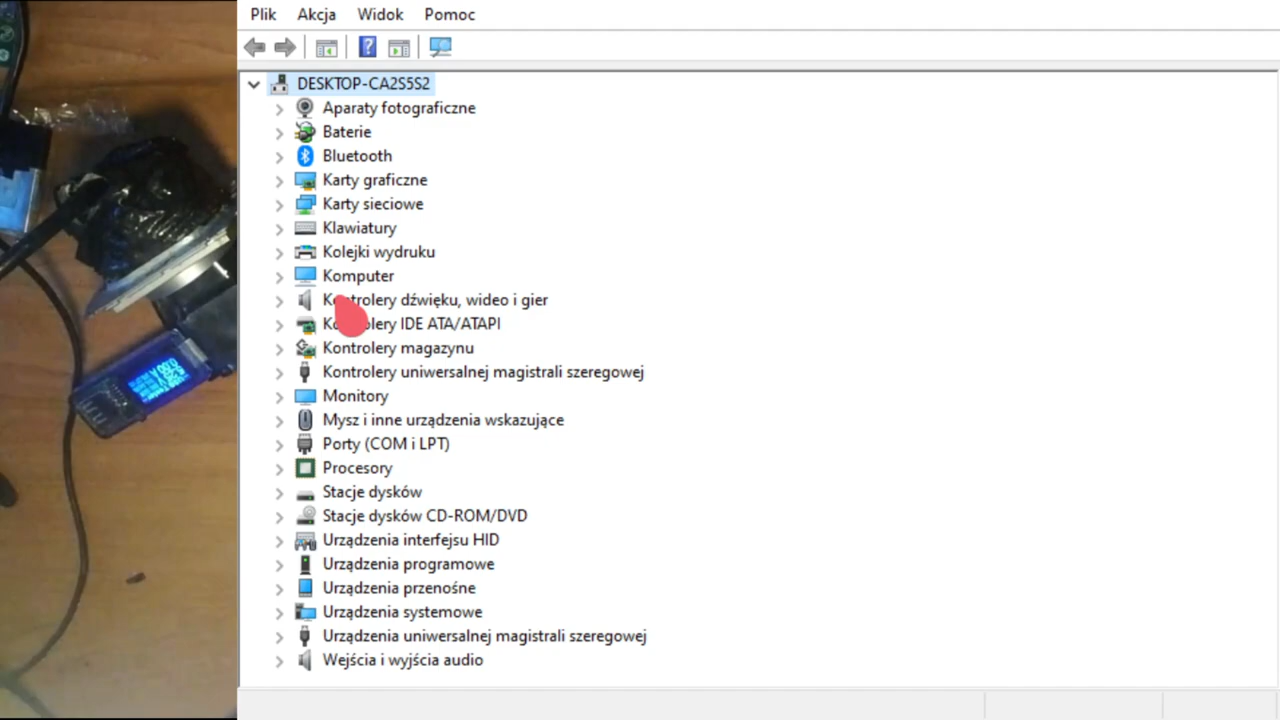 Plik Akcja Widok Pomoc
DESKTOP-CA2S5S2
Aparaty fotograficzne
Baterie
Bluetooth
Karty graficzne
Karty sieciowe
Klawiatury
Kolejki wydruku
Komputer
Kontrolery dźwięku, wideo i gier
Kontrolery IDE ATA/ATAPI
Kontrolery magazynu
Kontrolery uniwersalnej magistrali szeregowej
Monitory
Mysz i inne urządzenia wskazujące
Porty (COM i LPT)
Procesory
Stacje dysków
Stacje dysków CD-ROM/DVD
Urządzenia interfejsu HID
Urządzenia programowe
Urządzenia przenośne
Urządzenia systemowe
Urządzenia uniwersalnej magistrali szeregowej
Wejścia i wyjścia audio